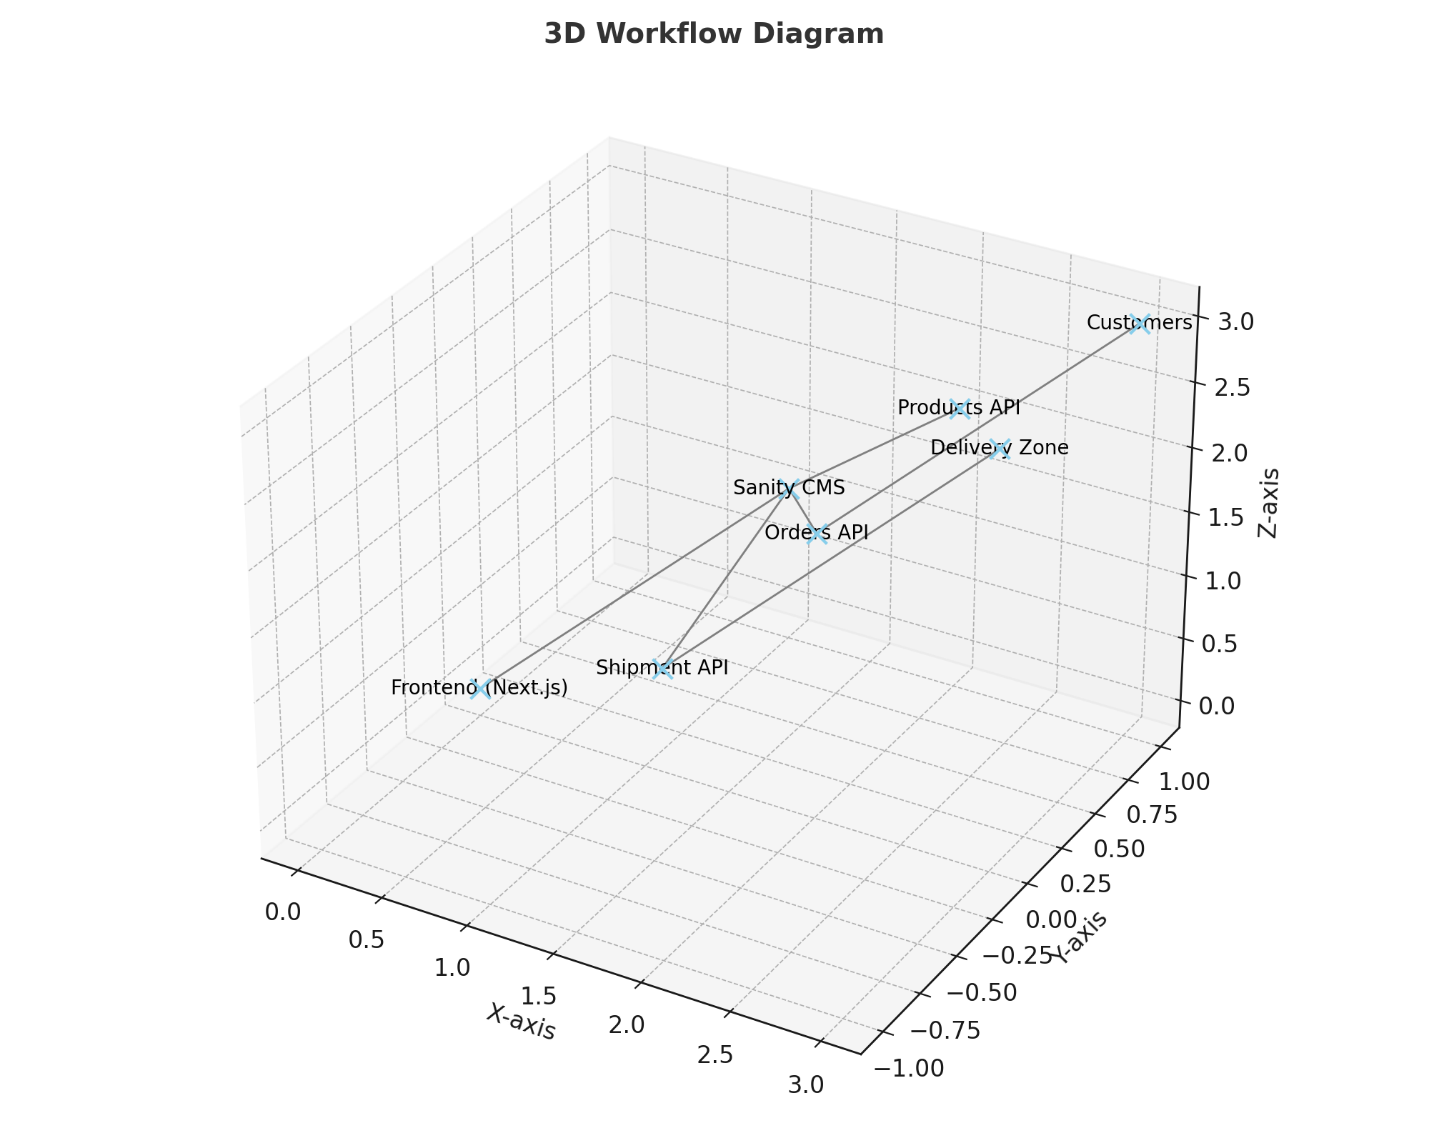 3D Workflow Diagram
Customers
Products API
Delivery Zone
Sanity CMS
Orders API
Shipment API
Frontend (Next.js)
3.0
2.5
2.0
1.5
1.0
0.5
0.0
Z-axis
1.00
0.75
0.50
0.25
0.00
−0.25
−0.50
−0.75
−1.00
Y-axis
0.0
0.5
1.0
1.5
2.0
2.5
3.0
X-axis